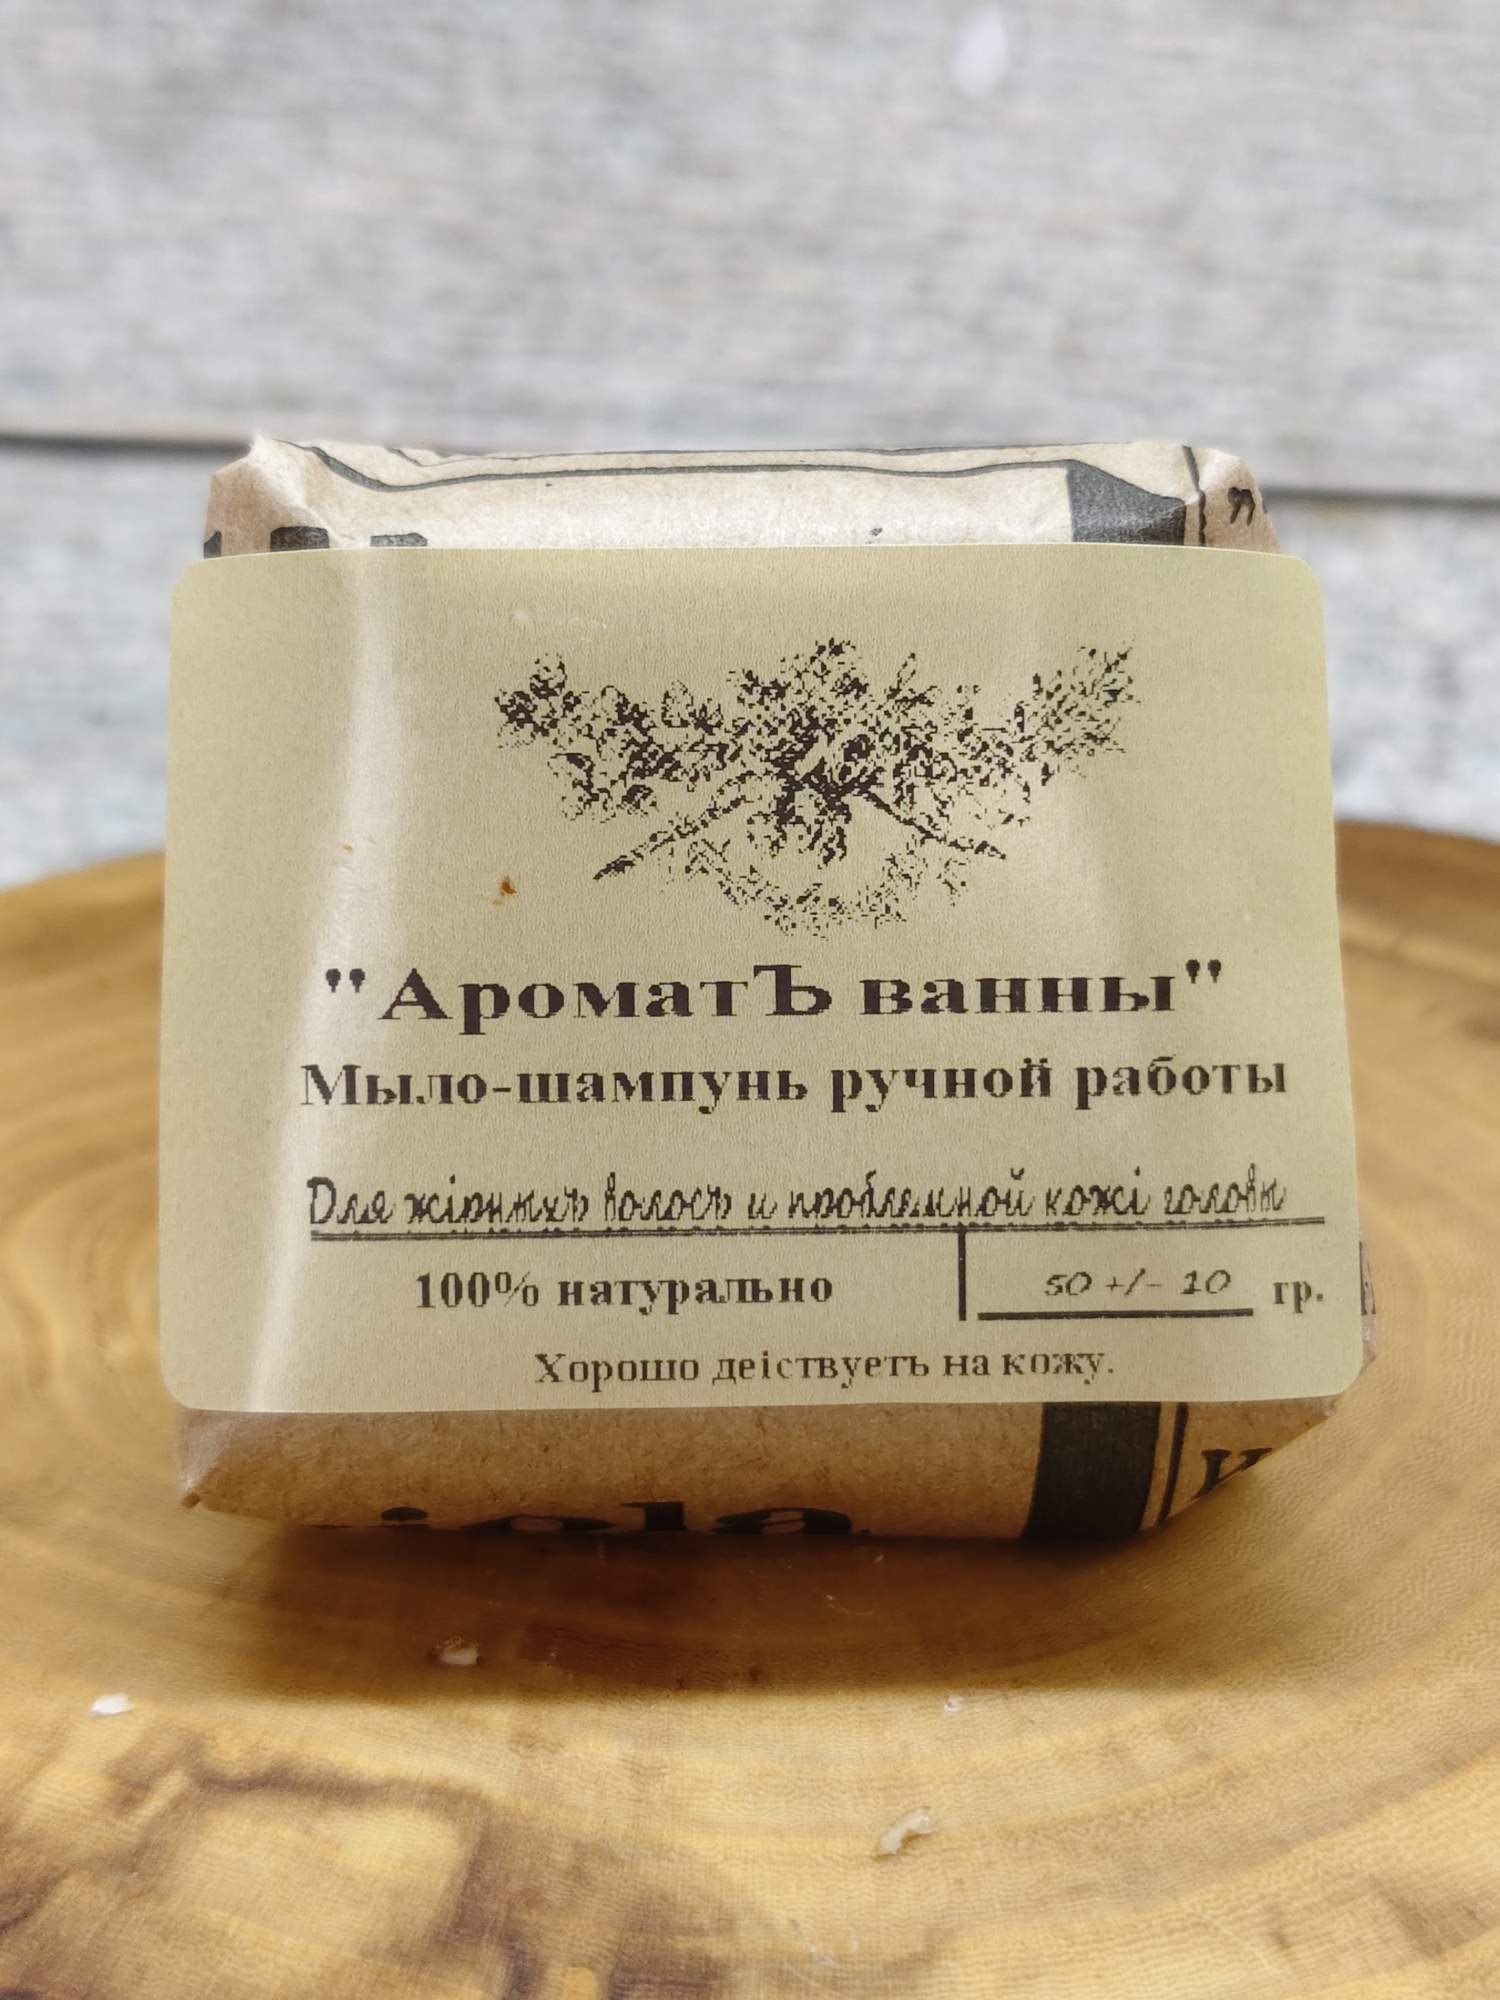 "АроматЪ ванны"
Мыло-шампунь ручной работы
Для жірныхъ волосъ и проблемной кожі головы
100% натурально
50 +/- 10 гр.
Хорошо деіствуетъ на кожу.